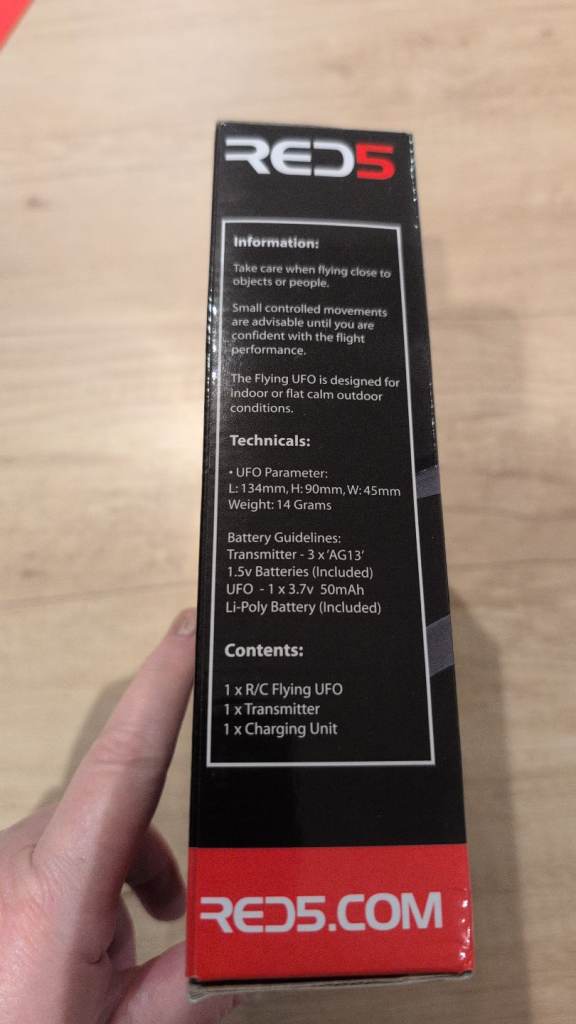 RED5
Information:
Take care when flying close to
objects or people.
Small controlled movements
are advisable until you are
confident with the flight
performance.
The Flying UFO is designed for
indoor or flat calm outdoor
conditions.
Technicals:
• UFO Parameter:
L: 134mm, H: 90mm, W: 45mm
Weight: 14 Grams
Battery Guidelines:
Transmitter - 3 x 'AG13'
1.5v Batteries (Included)
UFO - 1 x 3.7v 50mAh
Li-Poly Battery (Included)
Contents:
1 x R/C Flying UFO
1 x Transmitter
1 x Charging Unit
RED5.COM